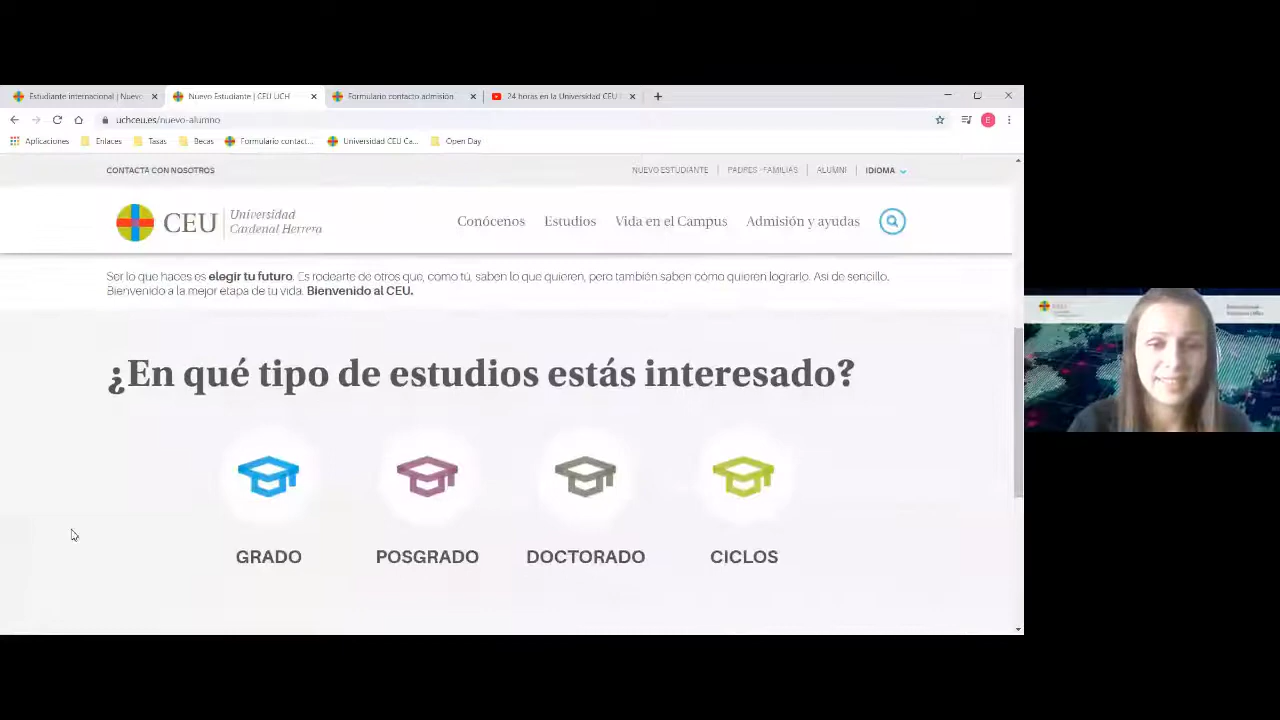 Estudiante internacional | Nuevo
Nuevo Estudiante | CEU UCH
Formulario contacto admisión
24 horas en la Universidad CEU
uchceu.es/nuevo-alumno
E
Aplicaciones
Enlaces
Tasas
Becas
Formulario contact...
Universidad CEU Ca...
Open Day
CONTACTA CON NOSOTROS
NUEVO ESTUDIANTE | PADRES - FAMILIAS | ALUMNI | IDIOMA
CEU Universidad
Cardenal Herrera
Conócenos Estudios Vida en el Campus Admisión y ayudas
Ser lo que haces es elegir tu futuro. Es rodearte de otros que, como tú, saben lo que quieren, pero también saben cómo quieren lograrlo. Así de sencillo.
Bienvenido a la mejor etapa de tu vida. Bienvenido al CEU.
¿En qué tipo de estudios estás interesado?
GRADO POSGRADO DOCTORADO CICLOS